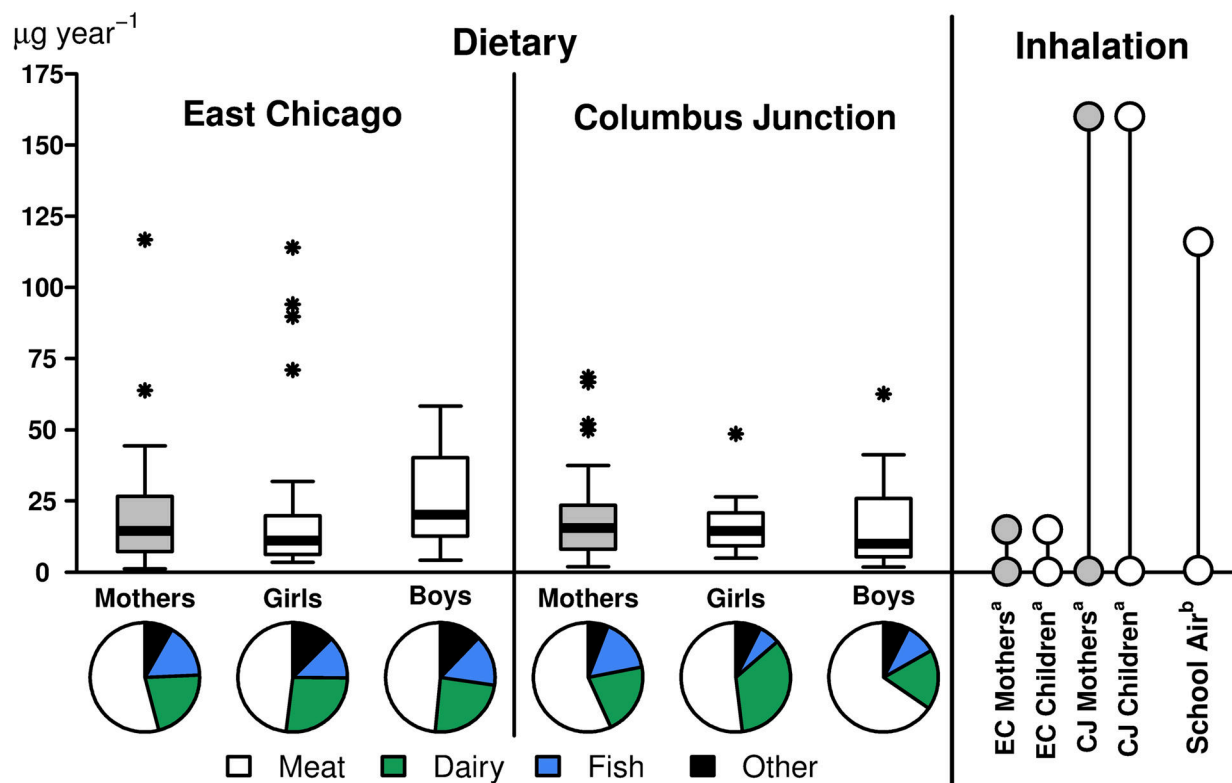 μg year⁻¹
Dietary
Inhalation
East Chicago
Columbus Junction
175
150
125
100
75
50
25
0
Mothers
Girls
Boys
Mothers
Girls
Boys
EC Mothersᵃ
EC Childrenᵃ
CJ Mothersᵃ
CJ Childrenᵃ
School Airᵇ
Meat
Dairy
Fish
Other